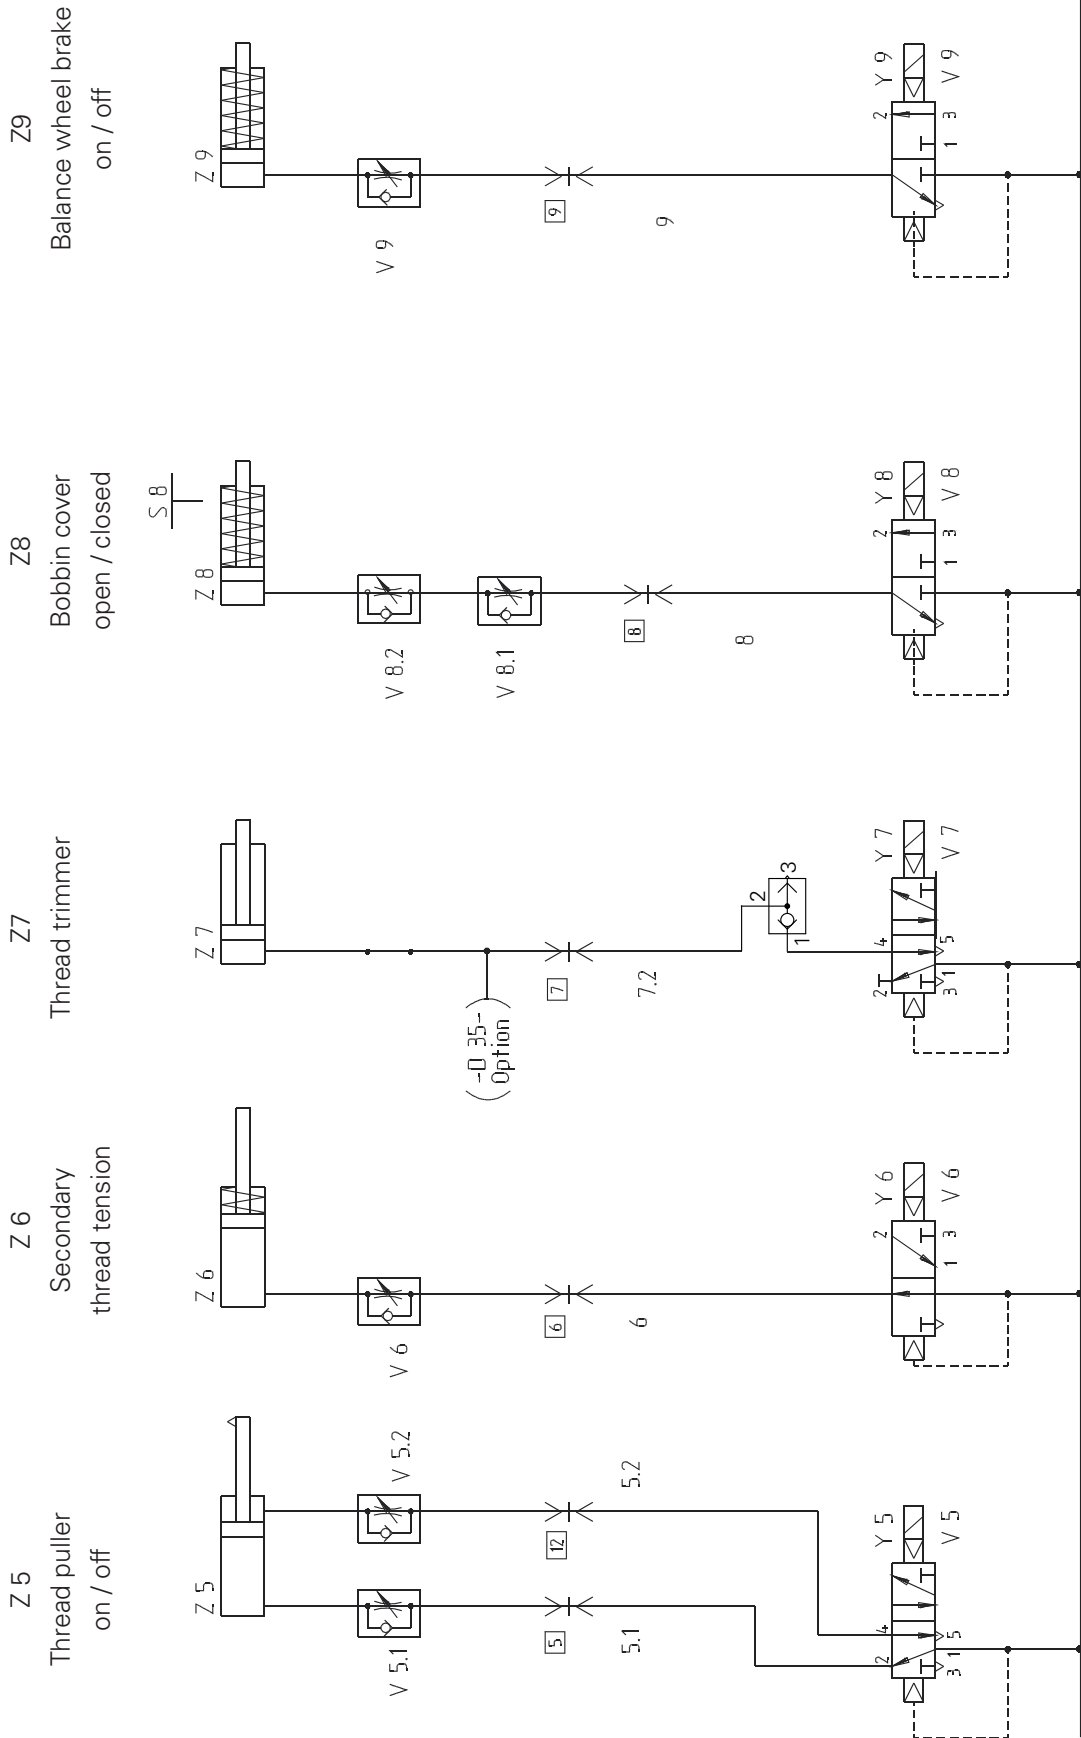 Z 5
Thread puller
on / off
Z 6
Secondary
thread tension
Z7
Thread trimmer
Z8
Bobbin cover
open / closed
Z9
Balance wheel brake
on / off
S 8
Z 5
Z 6
Z 7
Z 8
Z 9
V 5.1
V 5.2
V 6
V 8.2
V 8.1
V 9
(-0 35-)
Option
5
12
6
7
8
9
5.1
5.2
6
7.2
8
9
2
3
1
2
4
Y 5
3
1
5
V 5
2
Y 6
1
3
V 6
2
4
Y 7
3
1
5
V 7
2
Y 8
1
3
V 8
2
Y 9
1
3
V 9